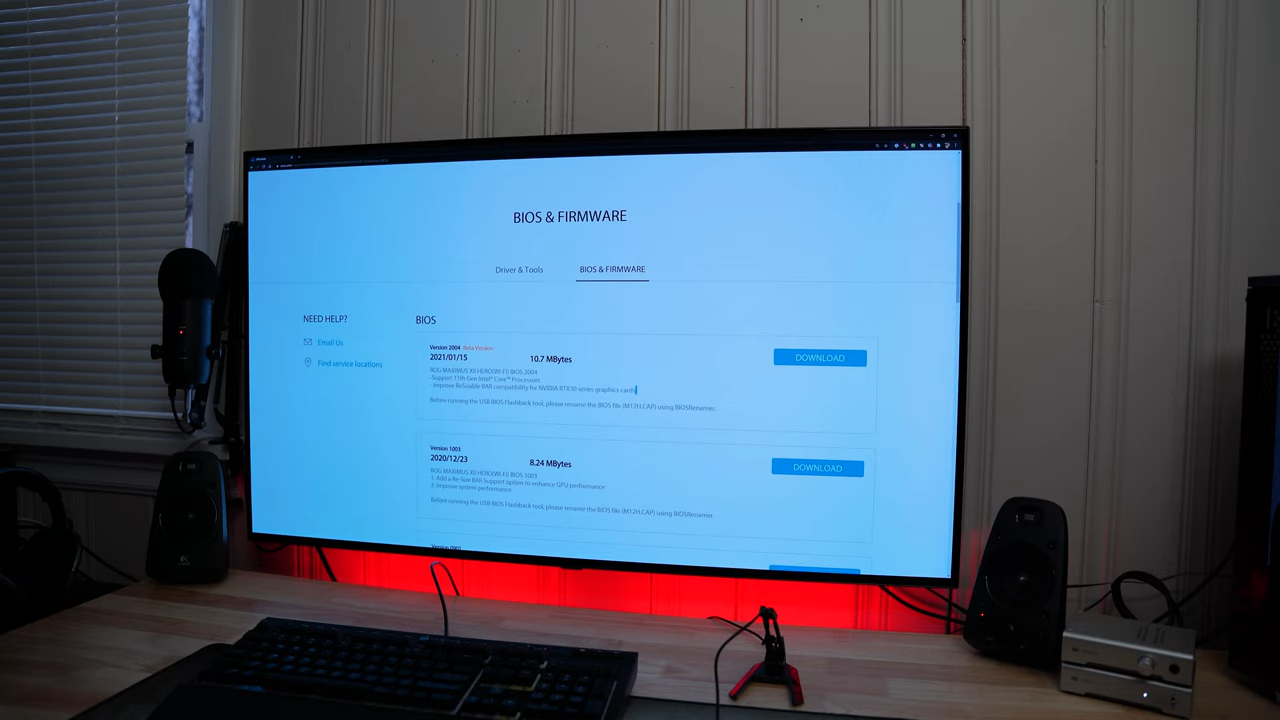 BIOS & FIRMWARE
Driver & Tools
BIOS & FIRMWARE
NEED HELP?
Email Us
Find service locations
BIOS
Version 2004 Beta Version
2021/01/15
10.7 MBytes
DOWNLOAD
ROG MAXIMUS XII HERO(WI-FI) BIOS 2004
-Support 11th Gen Intel® Core™ Processors
- Improve ReSizable BAR compatibility for NVIDIA RTX30 series graphics cards
Before running the USB BIOS Flashback tool, please rename the BIOS file (M12H.CAP) using BIOSRenamer.
Version 1003
2020/12/23
8.24 MBytes
DOWNLOAD
ROG MAXIMUS XII HERO(WI-FI) BIOS 1003
1. Add a Re Size BAR Support option to enhance GPU performance
2. Improve system performance
Before running the USB BIOS Flashback tool, please rename the BIOS file (M12H.CAP) using BIOSRenamer.